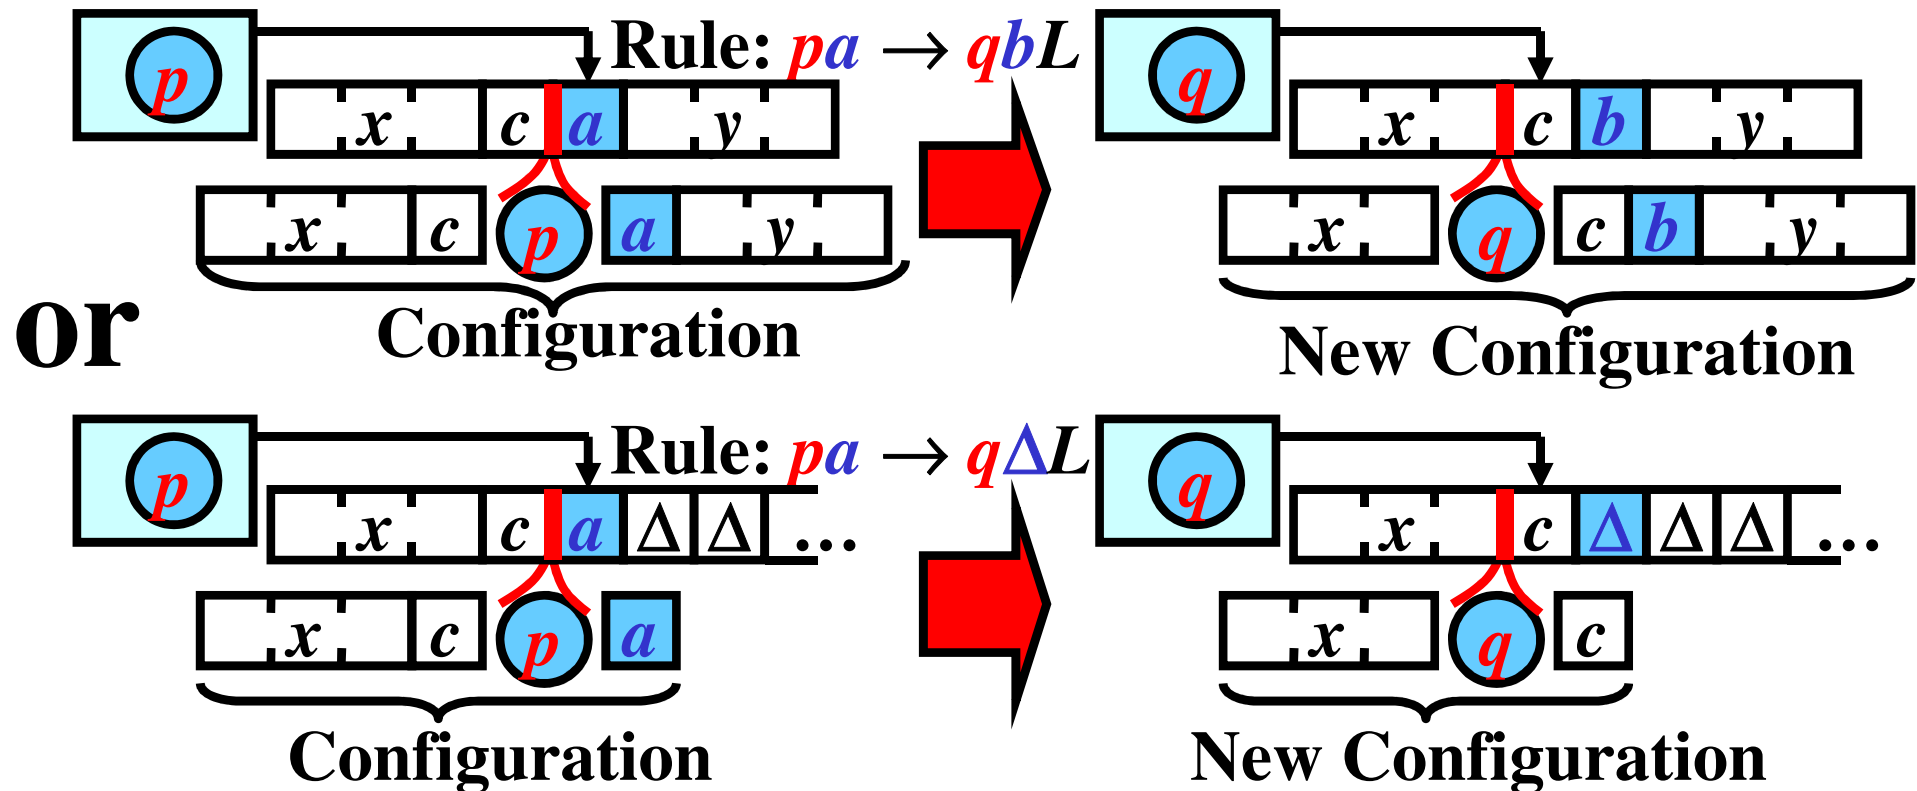 p Rule: pa → qbL q
x c a y x c b y
x c p a y x q c b y
or Configuration New Configuration
p Rule: pa → qΔL q
x c a Δ Δ ... x c Δ Δ Δ ...
x c p a x q c
Configuration New Configuration